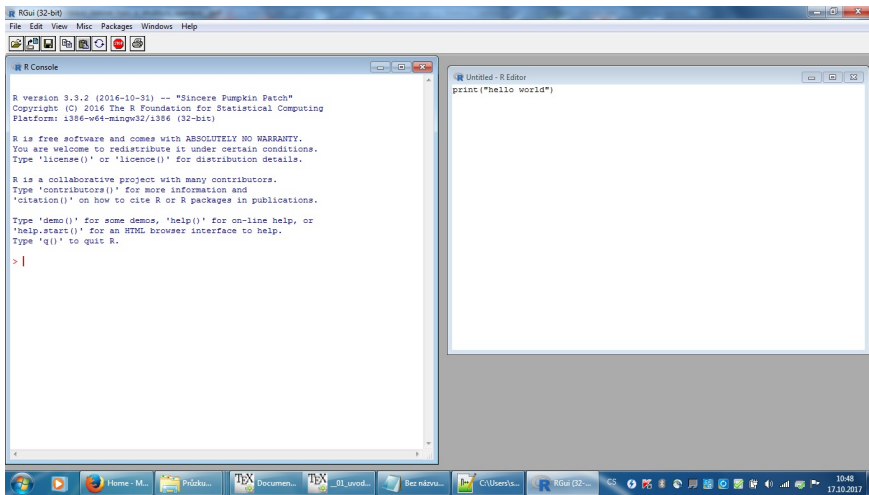 RGui (32-bit)
File Edit View Misc Packages Windows Help
R Console
R version 3.3.2 (2016-10-31) -- "Sincere Pumpkin Patch"
Copyright (C) 2016 The R Foundation for Statistical Computing
Platform: i386-w64-mingw32/i386 (32-bit)
R is free software and comes with ABSOLUTELY NO WARRANTY.
You are welcome to redistribute it under certain conditions.
Type 'license()' or 'licence()' for distribution details.
R is a collaborative project with many contributors.
Type 'contributors()' for more information and
'citation()' on how to cite R or R packages in publications.
Type 'demo()' for some demos, 'help()' for on-line help, or
'help.start()' for an HTML browser interface to help.
Type 'q()' to quit R.
>
Untitled - R Editor
print("hello world")
Home - M...
Průzku...
TEX Documen...
TEX _01_uvod...
Bez názvu...
C:\Users\s...
RGui (32-...
CS
10:48
17.10.2017